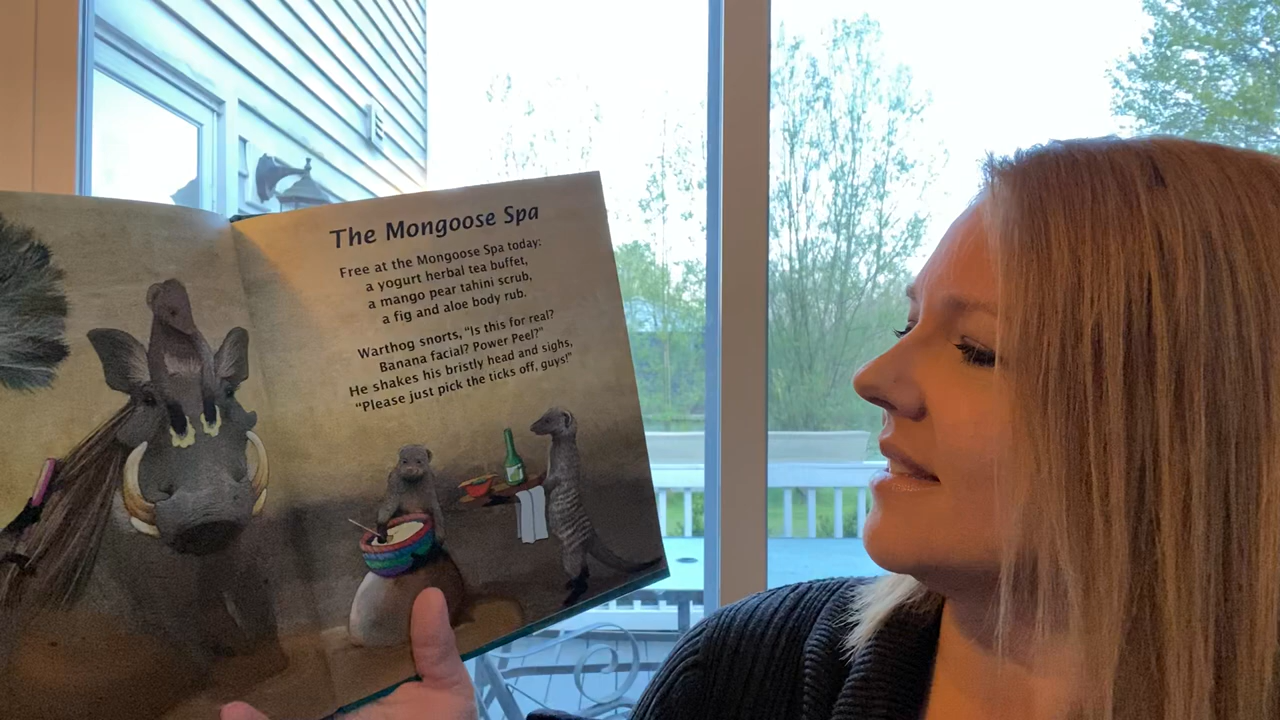 The Mongoose Spa
Free at the Mongoose Spa today:
a yogurt herbal tea buffet,
a mango pear tahini scrub,
a fig and aloe body rub.
Warthog snorts, “Is this for real?
Banana facial? Power Peel?”
He shakes his bristly head and sighs,
“Please just pick the ticks off, guys!”